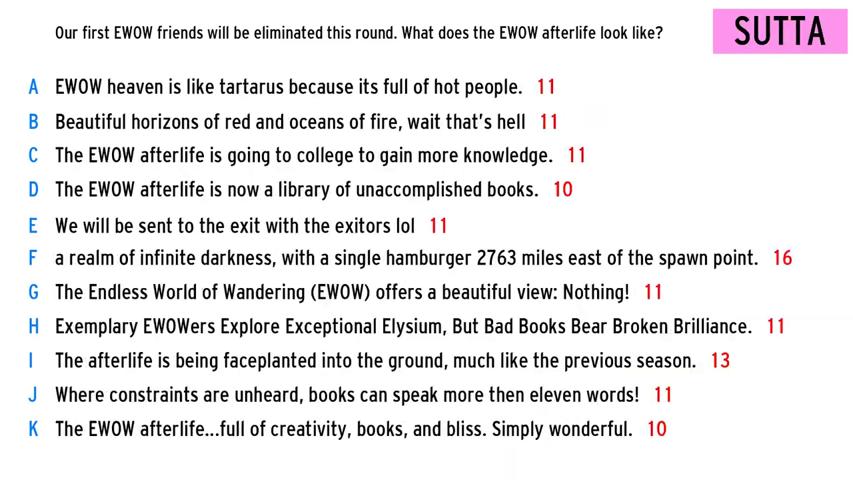 Our first EWOW friends will be eliminated this round. What does the EWOW afterlife look like?
SUTTA
A EWOW heaven is like tartarus because its full of hot people. 11
B Beautiful horizons of red and oceans of fire, wait that's hell 11
C The EWOW afterlife is going to college to gain more knowledge. 11
D The EWOW afterlife is now a library of unaccomplished books. 10
E We will be sent to the exit with the exitors lol 11
F a realm of infinite darkness, with a single hamburger 2763 miles east of the spawn point. 16
G The Endless World of Wandering (EWOW) offers a beautiful view: Nothing! 11
H Exemplary EWOWers Explore Exceptional Elysium, But Bad Books Bear Broken Brilliance. 11
I The afterlife is being faceplanted into the ground, much like the previous season. 13
J Where constraints are unheard, books can speak more then eleven words! 11
K The EWOW afterlife...full of creativity, books, and bliss. Simply wonderful. 10